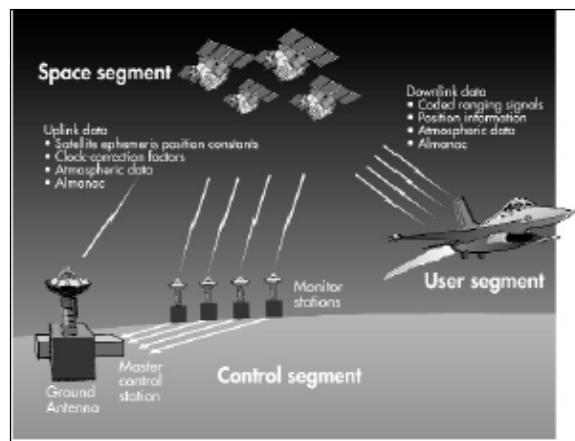 Space segment
Downlink data
• Coded ranging signals
• Position information
• Atmospheric data
• Almanac
Uplink data
• Satellite ephemeris position constants
• Clock-correction factors
• Atmospheric data
• Almanac
User segment
Monitor
stations
Master
control
station
Control segment
Ground
Antenna